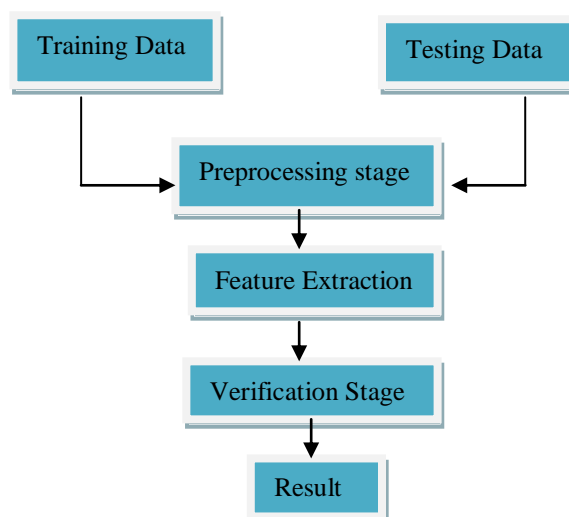 Training Data
Testing Data
Preprocessing stage
Feature Extraction
Verification Stage
Result